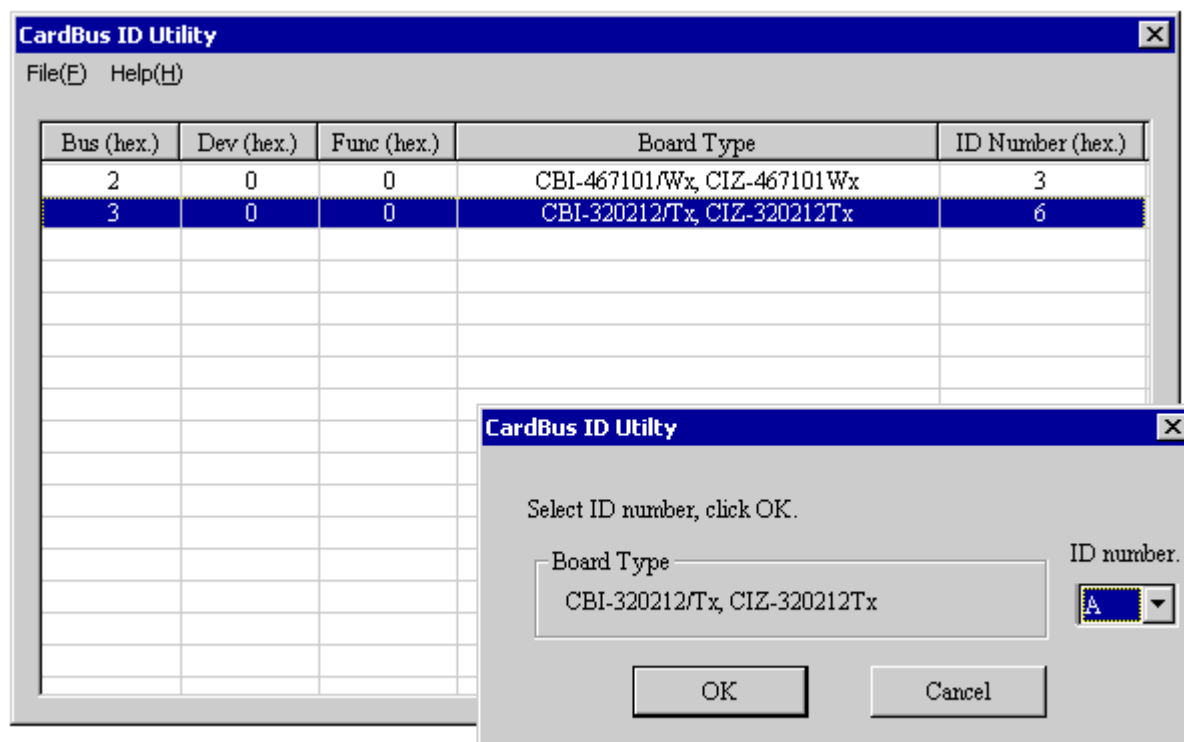 CardBus ID Utility
File(F) Help(H)
Bus (hex.) Dev (hex.) Func (hex.) Board Type ID Number (hex.)
2 0 0 CBI-467101/Wx, CIZ-467101Wx 3
3 0 0 CBI-320212/Tx, CIZ-320212Tx 6
CardBus ID Utilty
Select ID number, click OK.
Board Type
ID number.
CBI-320212/Tx, CIZ-320212Tx
A
OK Cancel